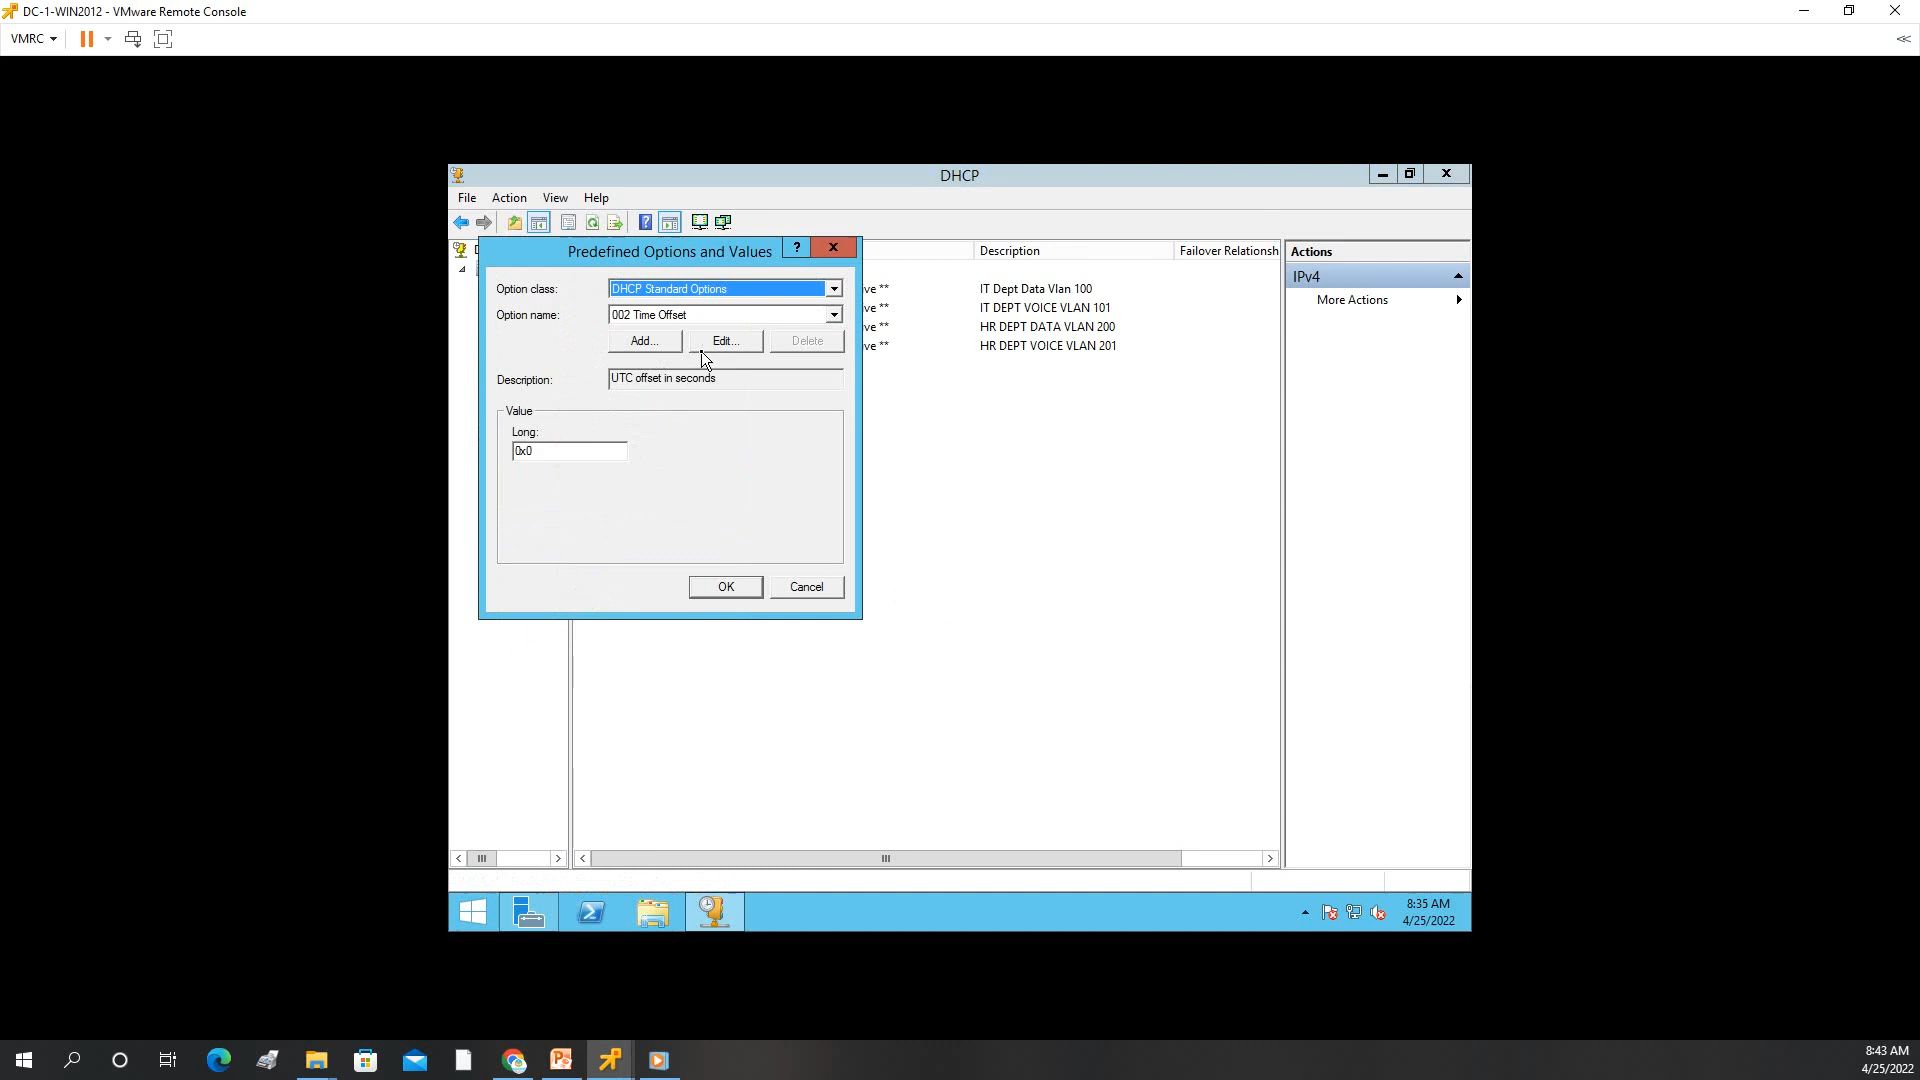 DC-1-WIN2012 - VMware Remote Console
VMRC
DHCP
File Action View Help
Predefined Options and Values
?
Option class:
DHCP Standard Options
Option name:
002 Time Offset
Add... Edit... Delete
Description:
UTC offset in seconds
Value
Long:
0x0
OK Cancel
Description Failover Relationsh
ve ** IT Dept Data Vlan 100
ve ** IT DEPT VOICE VLAN 101
ve ** HR DEPT DATA VLAN 200
ve ** HR DEPT VOICE VLAN 201
Actions
IPv4
More Actions
8:35 AM
4/25/2022
8:43 AM
4/25/2022